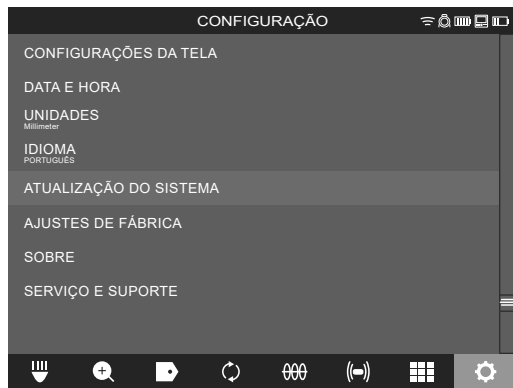 CONFIGURAÇÃO
CONFIGURAÇÕES DA TELA
DATA E HORA
UNIDADES
Millimeter
IDIOMA
PORTUGUÊS
ATUALIZAÇÃO DO SISTEMA
AJUSTES DE FÁBRICA
SOBRE
SERVIÇO E SUPORTE